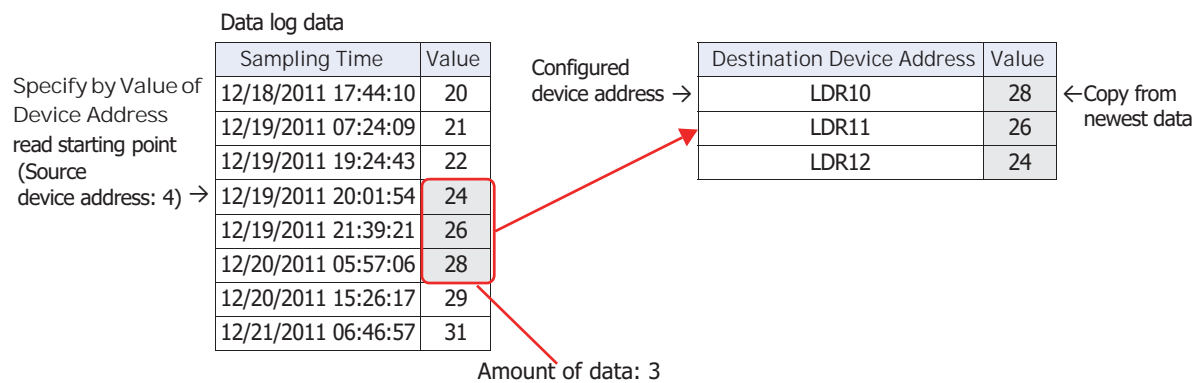 Data log data
Sampling Time Value
12/18/2011 17:44:10 20
12/19/2011 07:24:09 21
12/19/2011 19:24:43 22
12/19/2011 20:01:54 24
12/19/2011 21:39:21 26
12/20/2011 05:57:06 28
12/20/2011 15:26:17 29
12/21/2011 06:46:57 31
Specify by Value of
Device Address
read starting point
(Source
device address: 4) →
Amount of data: 3
Configured
device address →
Destination Device Address Value
LDR10 28
LDR11 26
LDR12 24
←Copy from
newest data